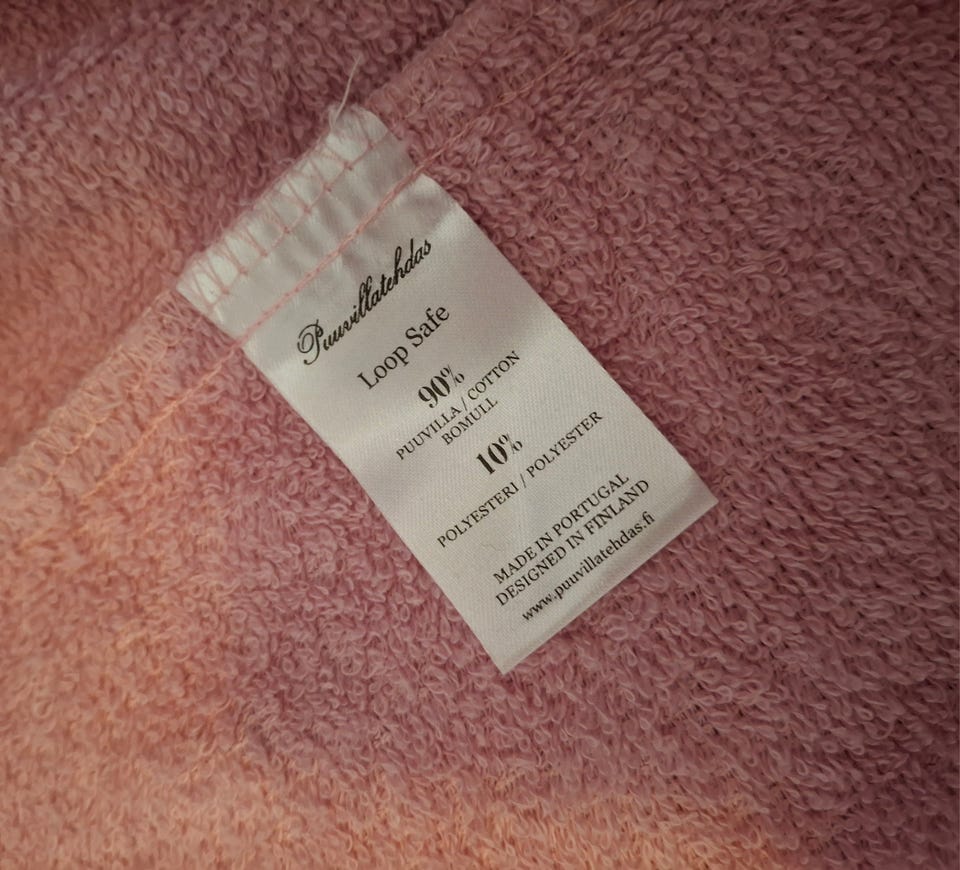 Puuvillatehdas
Loop Safe
90%
PUUVILLA / COTTON
BOMULL
10%
POLYESTERI / POLYESTER
MADE IN PORTUGAL
DESIGNED IN FINLAND
www.puuvillatehdas.fi